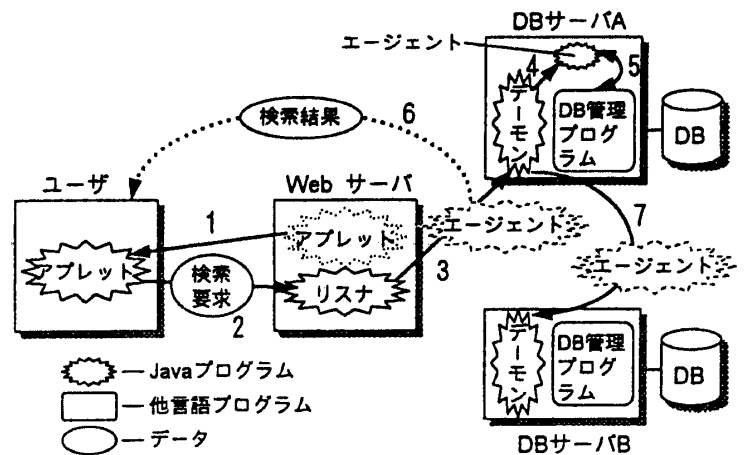 DBサーバA
エージェント
4
5
デーモン
DB管理
プログ
ラム
DB
検索結果
6
ユーザ
Web サーバ
1
アプレット
エージェント
7
アプレット
検索
要求
リスナ
3
エージェント
2
デーモン
DB管理
プログ
ラム
DB
DBサーバB
―Javaプログラム
―他言語プログラム
―データ